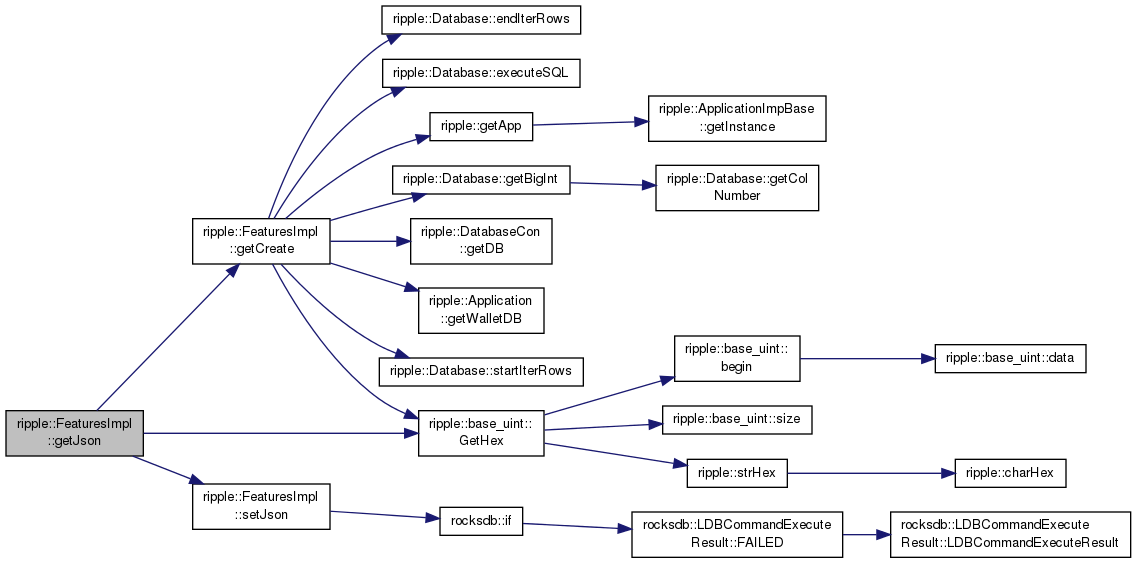 ripple::Database::endIterRows
ripple::Database::executeSQL
ripple::getApp
ripple::ApplicationImpBase
::getInstance
ripple::Database::getBigInt
ripple::Database::getCol
Number
ripple::FeaturesImpl
::getCreate
ripple::DatabaseCon
::getDB
ripple::Application
::getWalletDB
ripple::Database::startIterRows
ripple::base_uint::
begin
ripple::base_uint::data
ripple::FeaturesImpl
::getJson
ripple::base_uint::
GetHex
ripple::base_uint::size
ripple::strHex
ripple::charHex
ripple::FeaturesImpl
::setJson
rocksdb::if
rocksdb::LDBCommandExecute
Result::FAILED
rocksdb::LDBCommandExecute
Result::LDBCommandExecuteResult